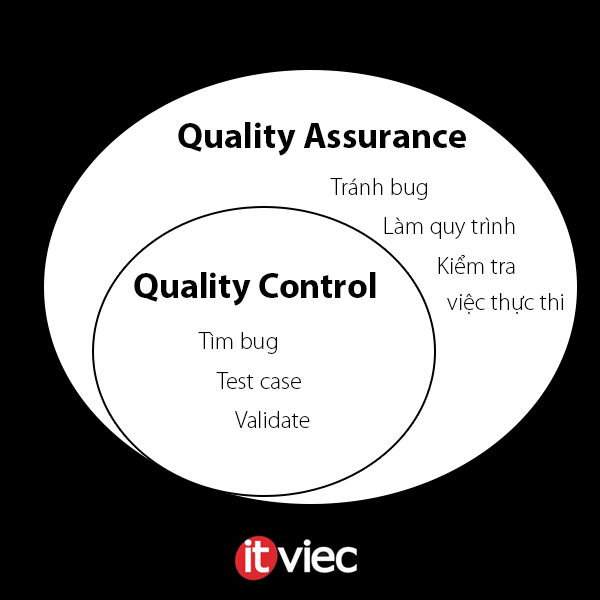 Quality Assurance
Tránh bug
Làm quy trình
Kiểm tra
việc thực thi
Quality Control
Tìm bug
Test case
Validate
itviec